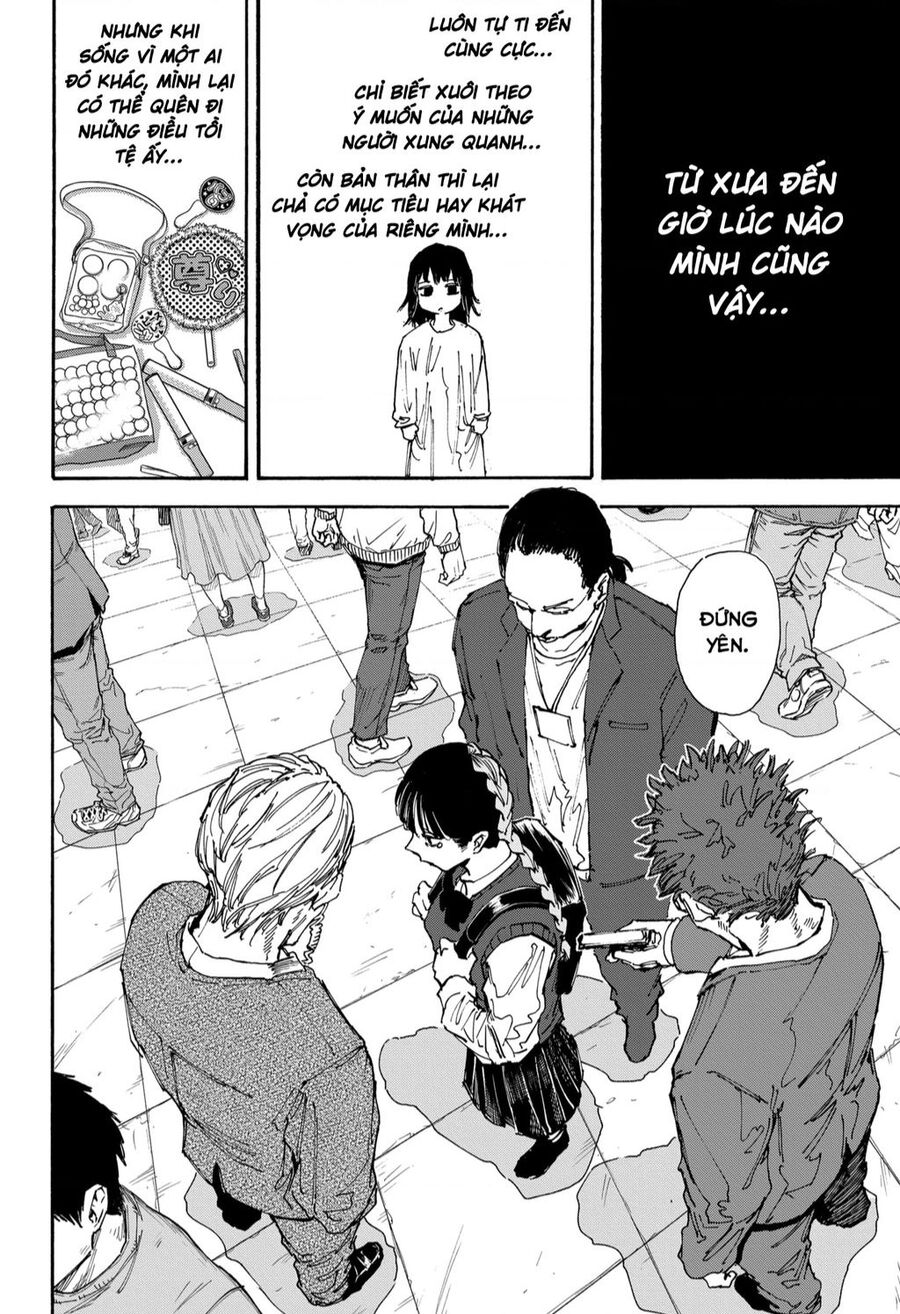 TỪ XƯA ĐẾN
GIỜ LÚC NÀO
MÌNH CŨNG
VẬY...
LUÔN TỰ TI ĐẾN
CÙNG CỰC...
CHỈ BIẾT XUÔI THEO
Ý MUỐN CỦA NHỮNG
NGƯỜI XUNG QUANH...
CÒN BẢN THÂN THÌ LẠI
CHẢ CÓ MỤC TIÊU HAY KHÁT
VỌNG CỦA RIÊNG MÌNH...
NHƯNG KHI
SỐNG VÌ MỘT AI
ĐÓ KHÁC, MÌNH LẠI
CÓ THỂ QUÊN ĐI
NHỮNG ĐIỀU TỒI
TỆ ẤY...
尊い
ĐỨNG
YÊN.